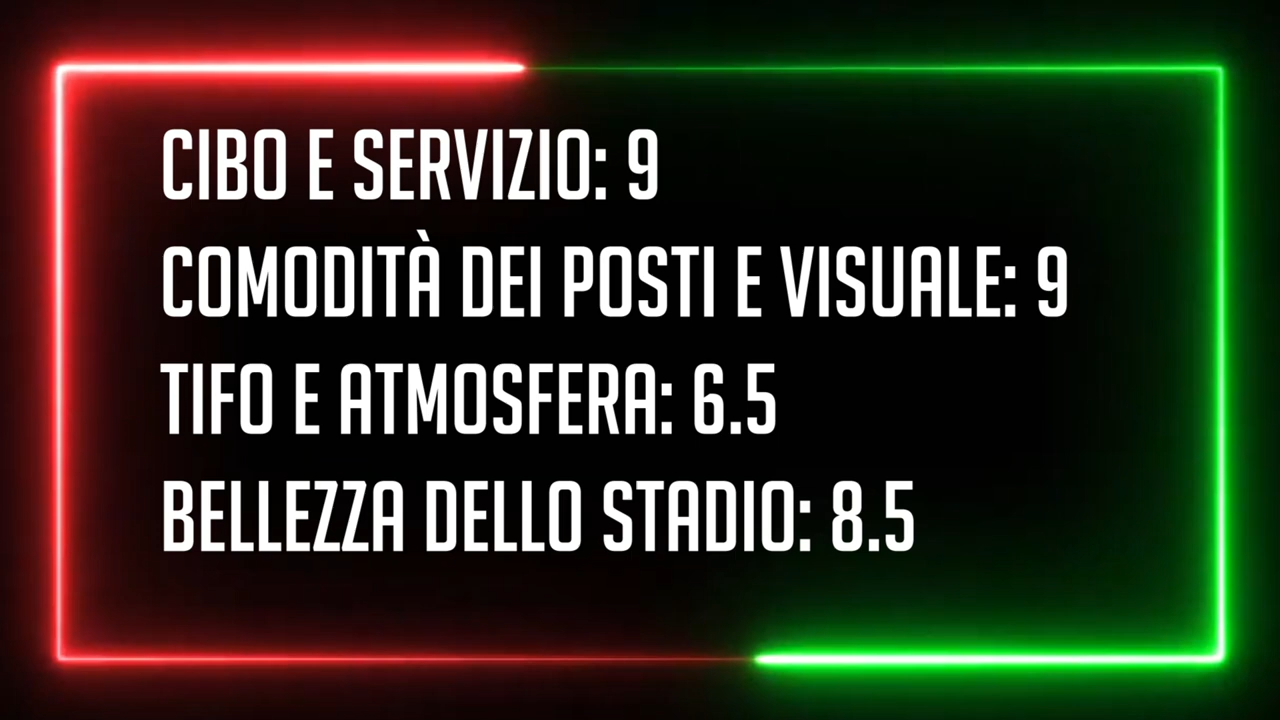 CIBO E SERVIZIO: 9
COMODITÀ DEI POSTI E VISUALE: 9
TIFO E ATMOSFERA: 6.5
BELLEZZA DELLO STADIO: 8.5